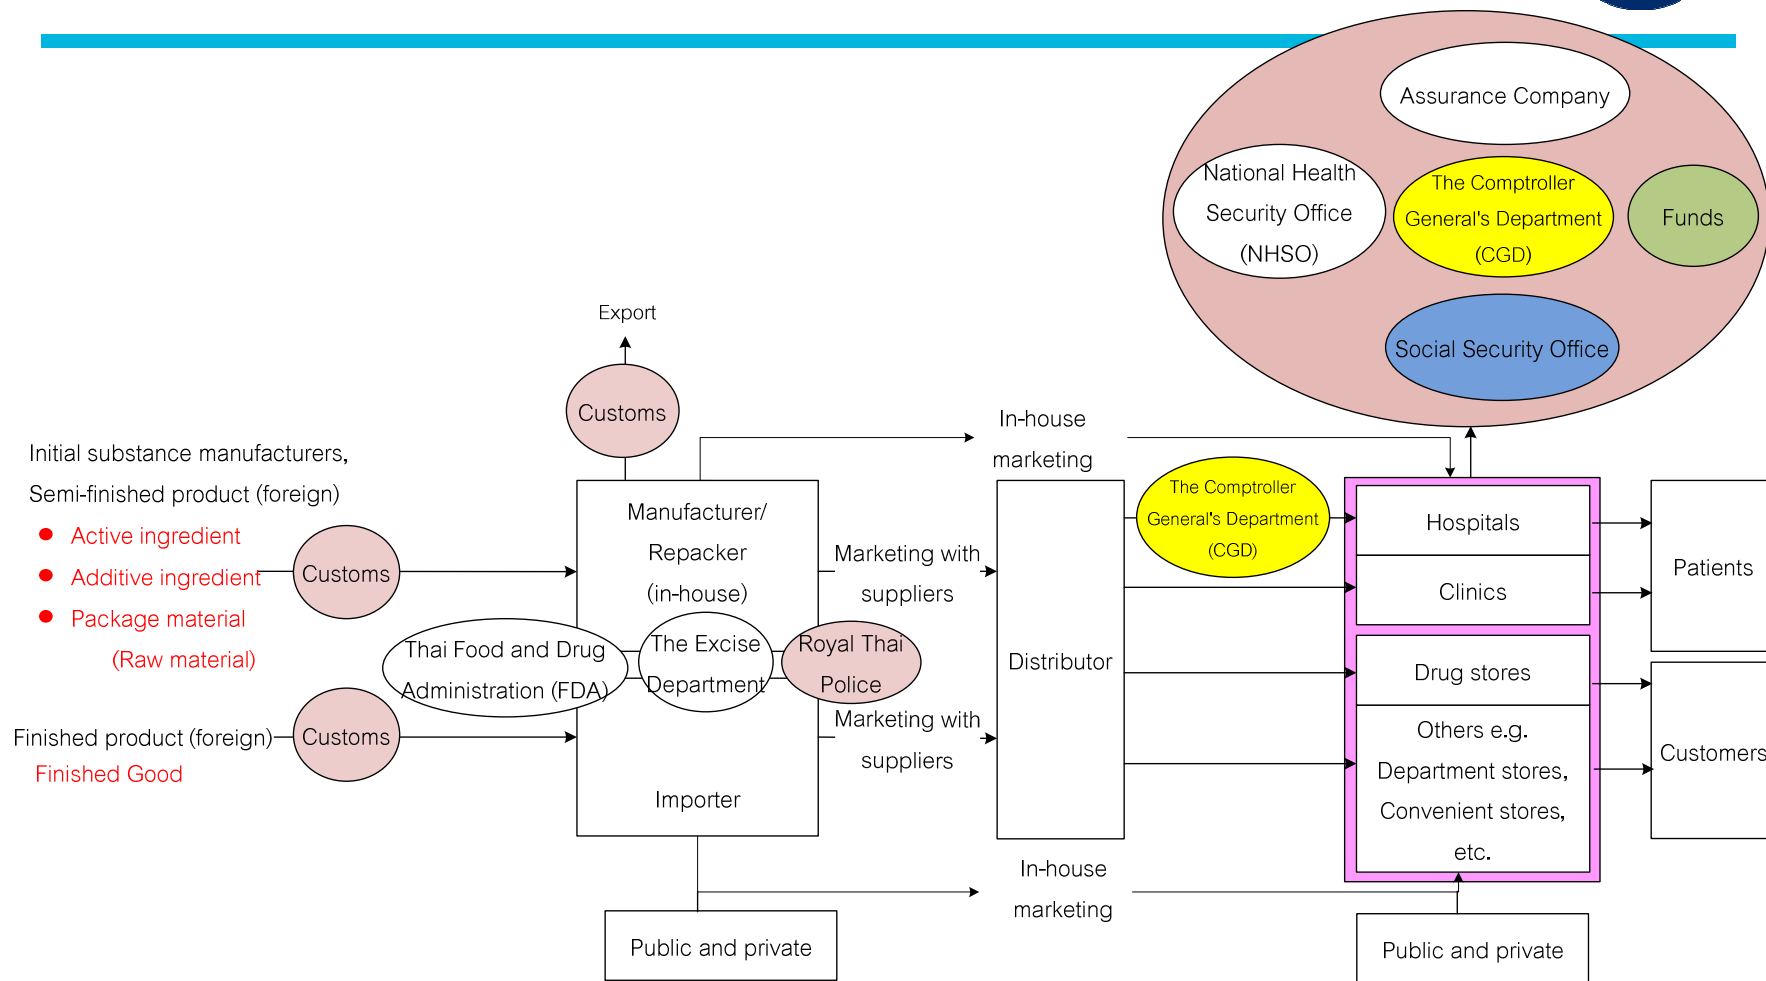 Assurance Company
National Health
Security Office
(NHSO)
The Comptroller
General's Department
(CGD)
Funds
Social Security Office
Export
Customs
Initial substance manufacturers,
Semi-finished product (foreign)
Active ingredient
Additive ingredient
Package material
(Raw material)
Customs
Finished product (foreign)
Finished Good
Customs
Manufacturer/
Repacker
(in-house)
Thai Food and Drug
Administration (FDA)
The Excise
Department
Royal Thai
Police
Importer
Public and private
In-house
marketing
Marketing with
suppliers
Marketing with
suppliers
In-house
marketing
Distributor
The Comptroller
General's Department
(CGD)
Hospitals
Clinics
Drug stores
Others e.g.
Department stores,
Convenient stores,
etc.
Public and private
Patients
Customers